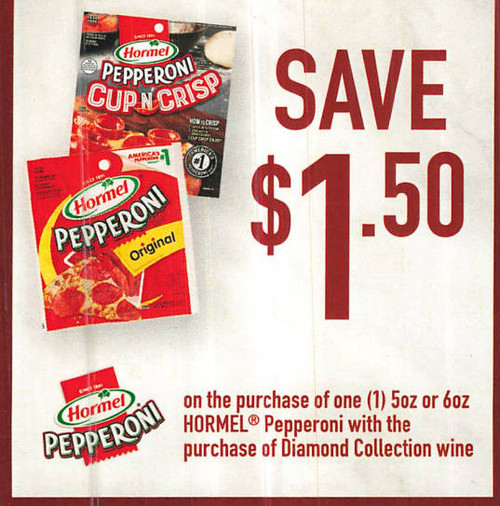 SINCE 1891
Hormel
PEPPERONI
CUP N' CRISP
HOW TO CRISP
#1
AMERICA'S
PEPPERONI
#1
Hormel
PEPPERONI
Original
SAVE
$1.50
SINCE 1891
Hormel
PEPPERONI
on the purchase of one (1) 5oz or 6oz
HORMEL® Pepperoni with the
purchase of Diamond Collection wine